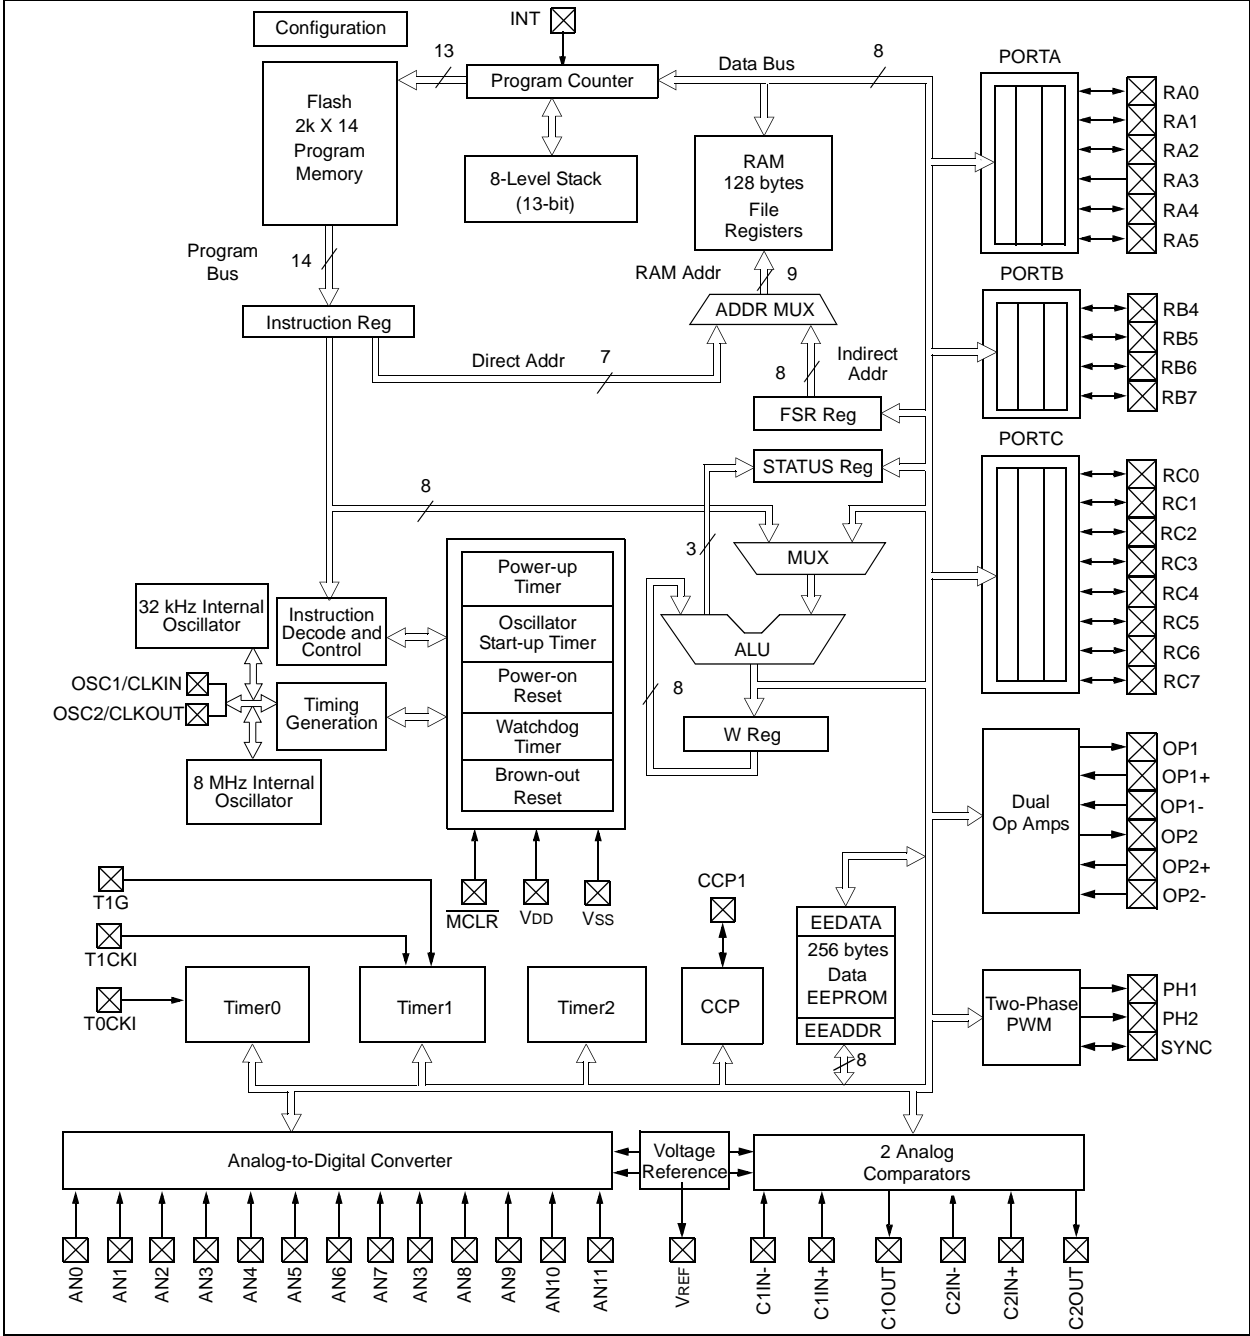 Configuration
INT
13
Program Counter
Data Bus
8
Flash
2k X 14
Program
Memory
8-Level Stack
(13-bit)
RAM
128 bytes
File
Registers
Program
Bus
14
RAM Addr
9
ADDR MUX
Instruction Reg
Direct Addr
7
Indirect
Addr
8
FSR Reg
STATUS Reg
8
3
MUX
ALU
8
W Reg
Power-up
Timer
Oscillator
Start-up Timer
Power-on
Reset
Watchdog
Timer
Brown-out
Reset
32 kHz Internal
Oscillator
Instruction
Decode and
Control
OSC1/CLKIN
OSC2/CLKOUT
Timing
Generation
8 MHz Internal
Oscillator
MCLR
VDD
VSS
T1G
T1CKI
T0CKI
Timer0
Timer1
Timer2
CCP1
CCP
EEDATA
256 bytes
Data
EEPROM
EEADDR
8
PORTA
RA0
RA1
RA2
RA3
RA4
RA5
PORTB
RB4
RB5
RB6
RB7
PORTC
RC0
RC1
RC2
RC3
RC4
RC5
RC6
RC7
Dual
Op Amps
OP1
OP1+
OP1-
OP2
OP2+
OP2-
Two-Phase
PWM
PH1
PH2
SYNC
Analog-to-Digital Converter
Voltage
Reference
2 Analog
Comparators
AN0
AN1
AN2
AN3
AN4
AN5
AN6
AN7
AN3
AN8
AN9
AN10
AN11
VREF
C1IN-
C1IN+
C1OUT
C2IN-
C2IN+
C2OUT